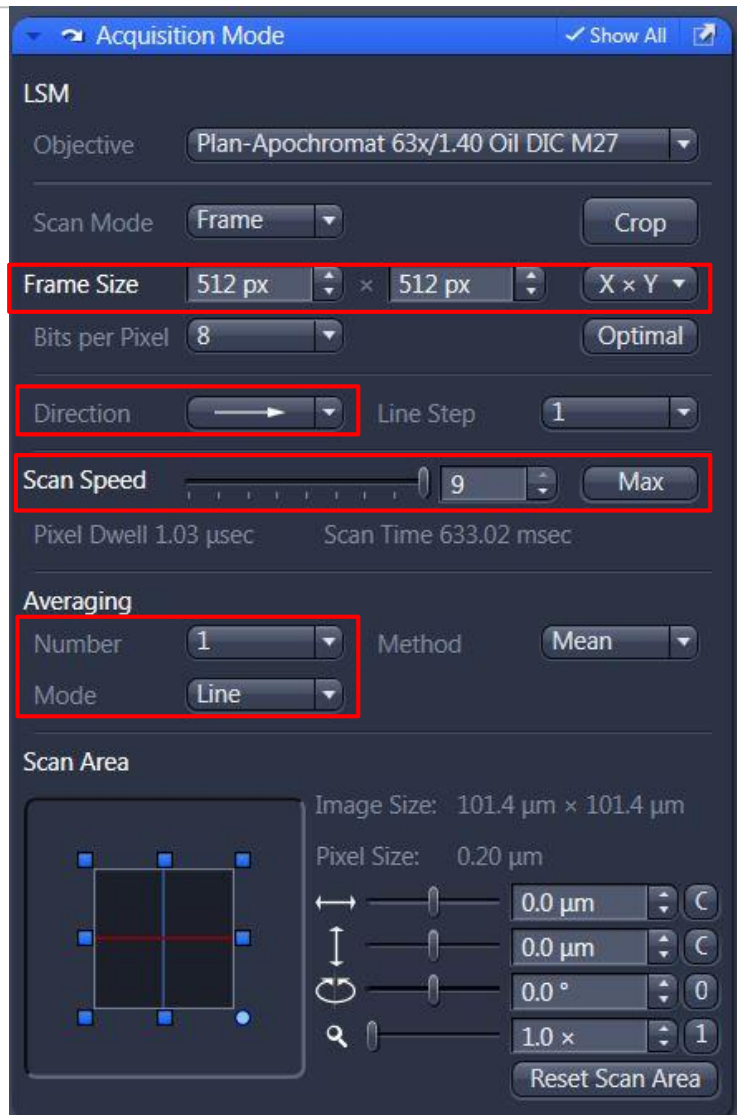 Acquisition Mode Show All
LSM
Objective Plan-Apochromat 63x/1.40 Oil DIC M27
Scan Mode Frame Crop
Frame Size 512 px × 512 px X × Y
Bits per Pixel 8 Optimal
Direction Line Step 1
Scan Speed 9 Max
Pixel Dwell 1.03 µsec Scan Time 633.02 msec
Averaging
Number 1 Method Mean
Mode Line
Scan Area
Image Size: 101.4 µm × 101.4 µm
Pixel Size: 0.20 µm
0.0 µm C
0.0 µm C
0.0 ° 0
1.0 × 1
Reset Scan Area